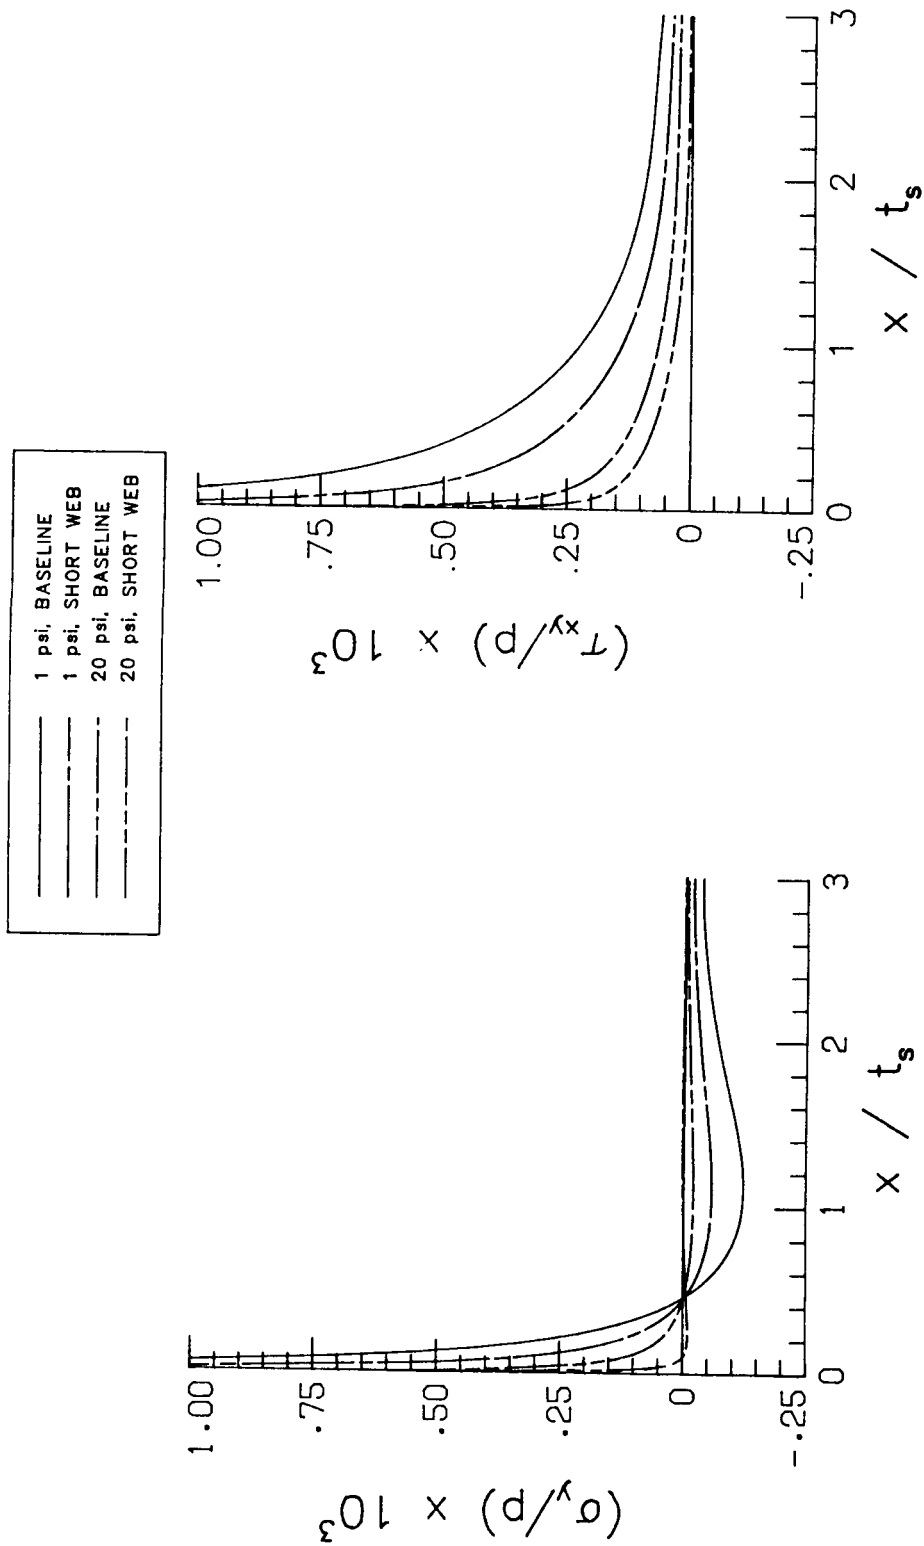 1 psi, BASELINE
1 psi, SHORT WEB
20 psi, BASELINE
20 psi, SHORT WEB
(σy/p) × 10³
1.00
.75
.50
.25
0
-.25
0 1 2 3
x / ts
(τxy/p) × 10³
1.00
.75
.50
.25
0
-.25
0 1 2 3
x / ts